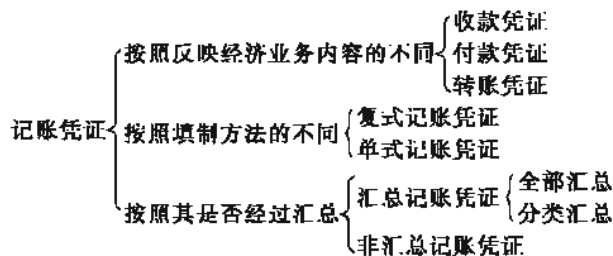 记账凭证
按照反映经济业务内容的不同
收款凭证
付款凭证
转账凭证
按照填制方法的不同
复式记账凭证
单式记账凭证
按照其是否经过汇总
汇总记账凭证
全部汇总
分类汇总
非汇总记账凭证